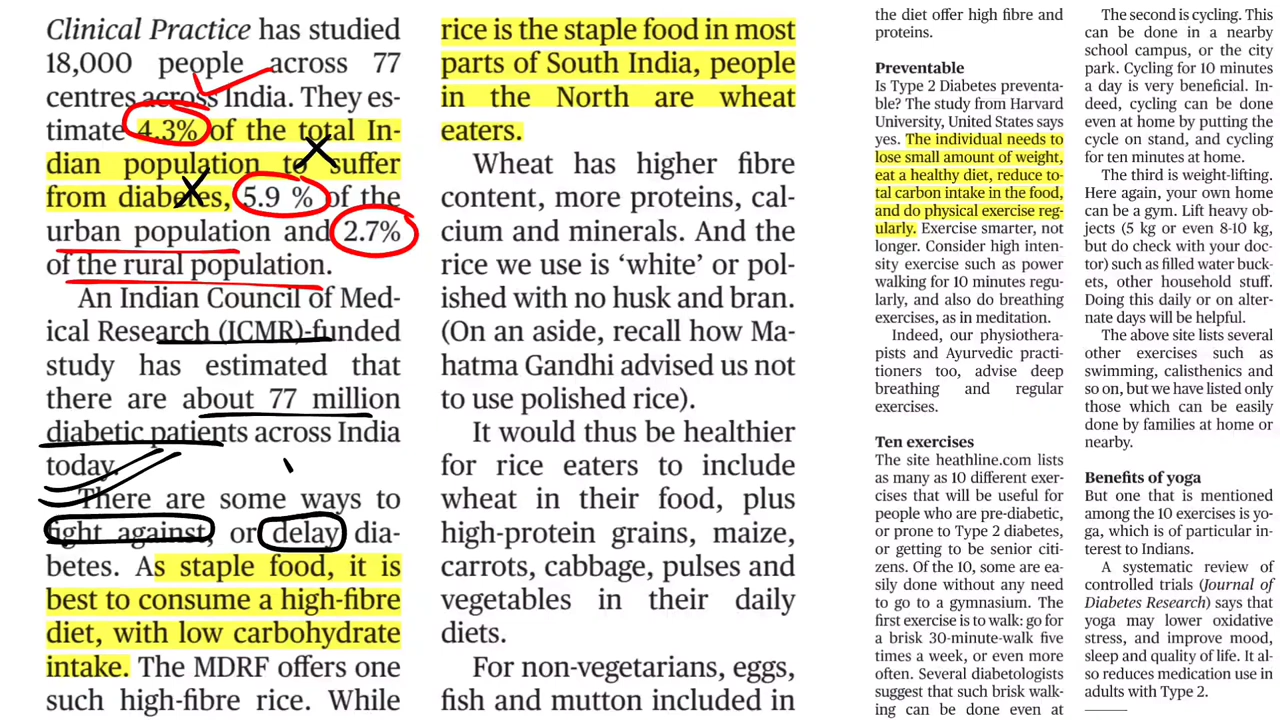 Clinical Practice has studied
18,000 people across 77
centres across India. They es-
timate 4.3% of the total In-
dian population to suffer
from diabetes, 5.9 % of the
urban population and 2.7%
of the rural population.
An Indian Council of Med-
ical Research (ICMR)-funded
study has estimated that
there are about 77 million
diabetic patients across India
today.
There are some ways to
fight against, or delay dia-
betes. As staple food, it is
best to consume a high-fibre
diet, with low carbohydrate
intake. The MDRF offers one
such high-fibre rice. While
rice is the staple food in most
parts of South India, people
in the North are wheat
eaters.
Wheat has higher fibre
content, more proteins, cal-
cium and minerals. And the
rice we use is ‘white’ or pol-
ished with no husk and bran.
(On an aside, recall how Ma-
hatma Gandhi advised us not
to use polished rice).
It would thus be healthier
for rice eaters to include
wheat in their food, plus
high-protein grains, maize,
carrots, cabbage, pulses and
vegetables in their daily
diets.
For non-vegetarians, eggs,
fish and mutton included in
the diet offer high fibre and
proteins.
Preventable
Is Type 2 Diabetes preventa-
ble? The study from Harvard
University, United States says
yes. The individual needs to
lose small amount of weight,
eat a healthy diet, reduce to-
tal carbon intake in the food,
and do physical exercise reg-
ularly. Exercise smarter, not
longer. Consider high inten-
sity exercise such as power
walking for 10 minutes regu-
larly, and also do breathing
exercises, as in meditation.
Indeed, our physiothera-
pists and Ayurvedic practi-
tioners too, advise deep
breathing and regular
exercises.
Ten exercises
The site heathline.com lists
as many as 10 different exer-
cises that will be useful for
people who are pre-diabetic,
or prone to Type 2 diabetes,
or getting to be senior citi-
zens. Of the 10, some are ea-
sily done without any need
to go to a gymnasium. The
first exercise is to walk: go for
a brisk 30-minute-walk five
times a week, or even more
often. Several diabetologists
suggest that such brisk walk-
ing can be done even at
The second is cycling. This
can be done in a nearby
school campus, or the city
park. Cycling for 10 minutes
a day is very beneficial. In-
deed, cycling can be done
even at home by putting the
cycle on stand, and cycling
for ten minutes at home.
The third is weight-lifting.
Here again, your own home
can be a gym. Lift heavy ob-
jects (5 kg or even 8-10 kg,
but do check with your doc-
tor) such as filled water buck-
ets, other household stuff.
Doing this daily or on alter-
nate days will be helpful.
The above site lists several
other exercises such as
swimming, calisthenics and
so on, but we have listed only
those which can be easily
done by families at home or
nearby.
Benefits of yoga
But one that is mentioned
among the 10 exercises is yo-
ga, which is of particular in-
terest to Indians.
A systematic review of
controlled trials (Journal of
Diabetes Research) says that
yoga may lower oxidative
stress, and improve mood,
sleep and quality of life. It al-
so reduces medication use in
adults with Type 2.